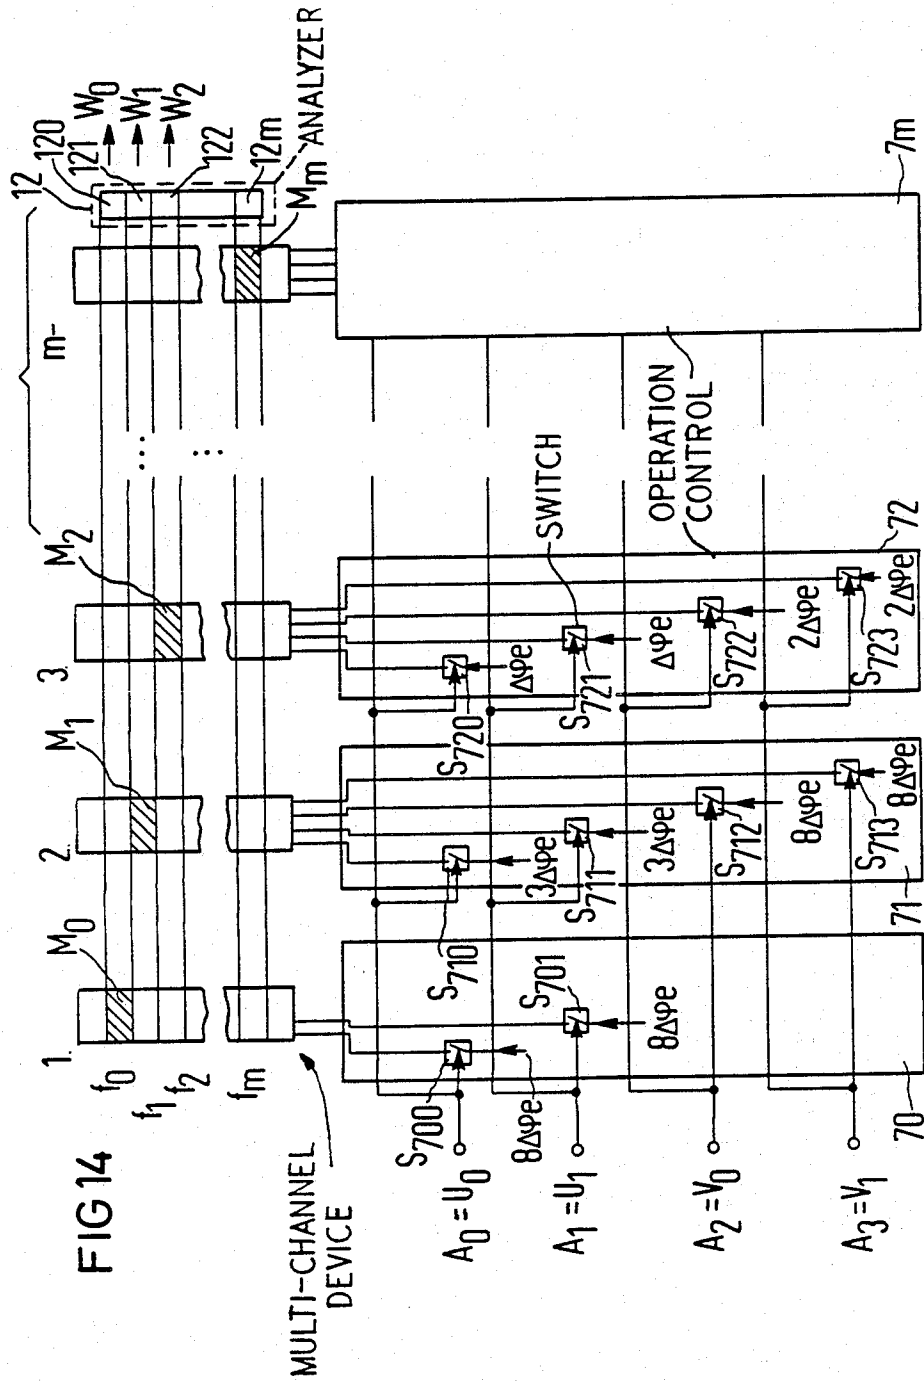 FIG 14
MULTI-CHANNEL
DEVICE
1.
2.
3.
m-
M₀
M₁
M₂
Mₘ
f₀
f₁
f₂
fₘ
...
...
12
120
121
122
12m
W₀
W₁
W₂
ANALYZER
A₀=U₀
A₁=U₁
A₂=V₀
A₃=V₁
S₇₀₀
8Δφe
S₇₀₁
8Δφe
70
S₇₁₀
3Δφe
S₇₁₁
3Δφe
S₇₁₂
8Δφe
S₇₁₃
8Δφe
71
S₇₂₀
Δφe
S₇₂₁
Δφe
S₇₂₂
2Δφe
S₇₂₃
2Δφe
72
SWITCH
OPERATION
CONTROL
7m